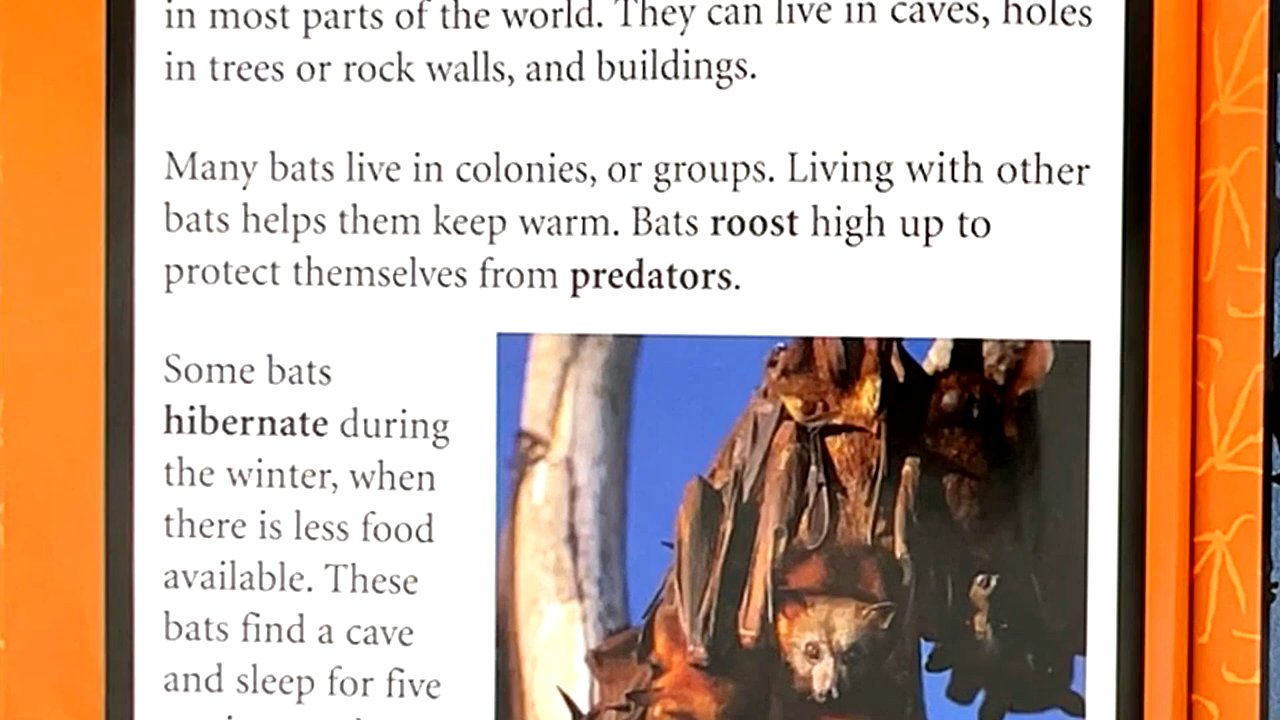 in most parts of the world. They can live in caves, holes
in trees or rock walls, and buildings.
Many bats live in colonies, or groups. Living with other
bats helps them keep warm. Bats roost high up to
protect themselves from predators.
Some bats
hibernate during
the winter, when
there is less food
available. These
bats find a cave
and sleep for five